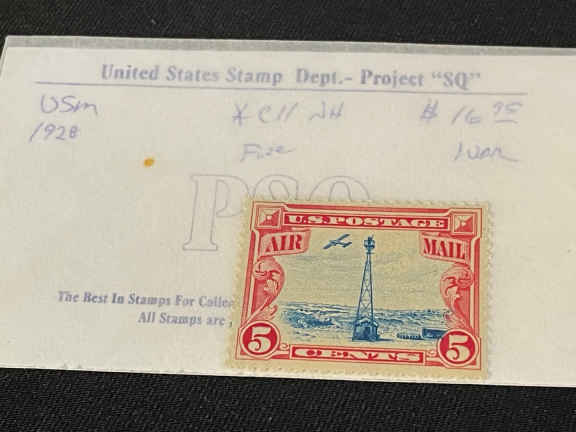 United States Stamp Dept.- Project "SQ"
USM * C11 NH $ 16 95
1928 Fine
PSQ
U.S. POSTAGE
AIR MAIL
The Best In Stamps For
All Stamps are
5 CENTS 5